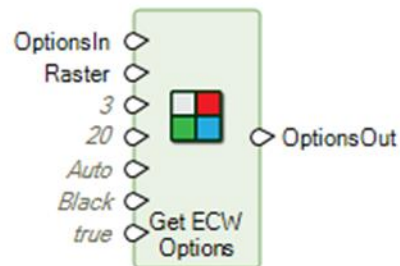 OptionsIn
Raster
3
20
Auto
Black
true
Get ECW
Options
OptionsOut